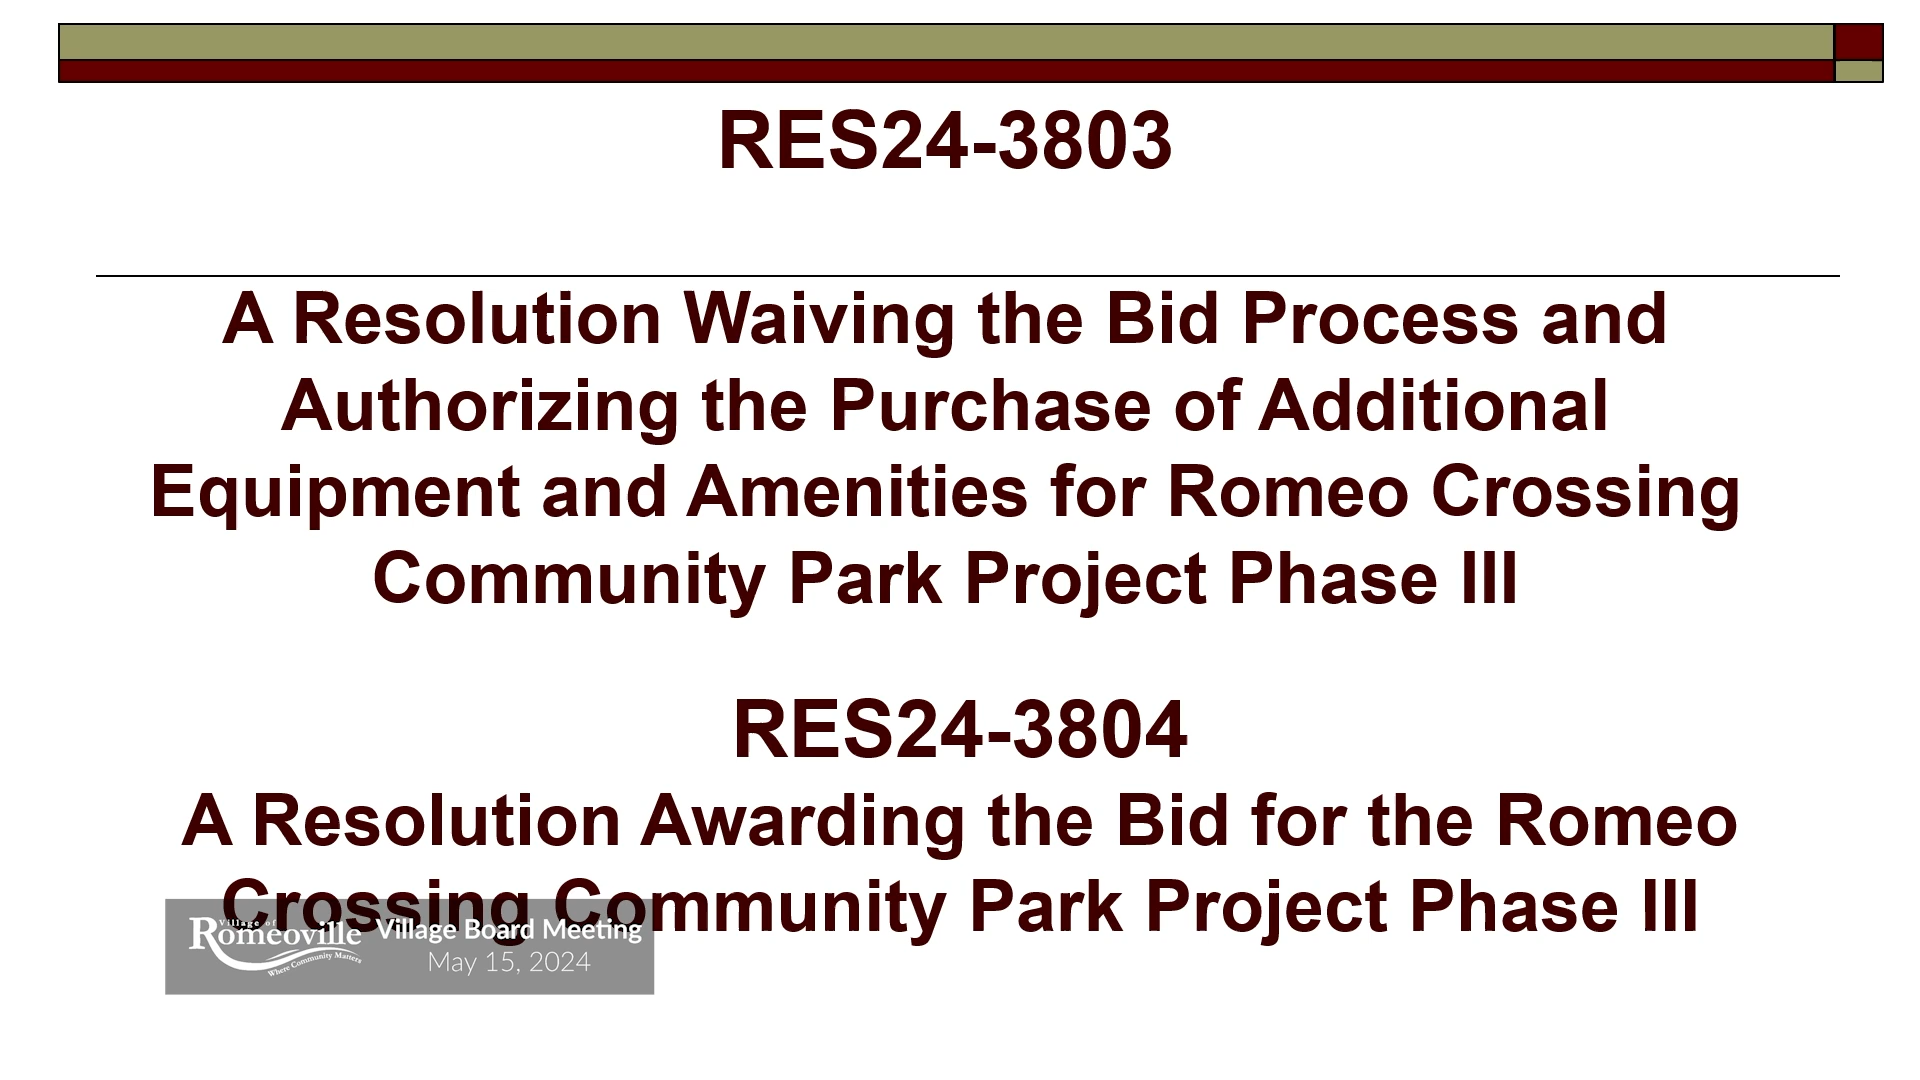 RES24-3803
A Resolution Waiving the Bid Process and
Authorizing the Purchase of Additional
Equipment and Amenities for Romeo Crossing
Community Park Project Phase III
RES24-3804
A Resolution Awarding the Bid for the Romeo
Crossing Community Park Project Phase III
Village of
Romeoville
Where Community Matters
Village Board Meeting
May 15, 2024